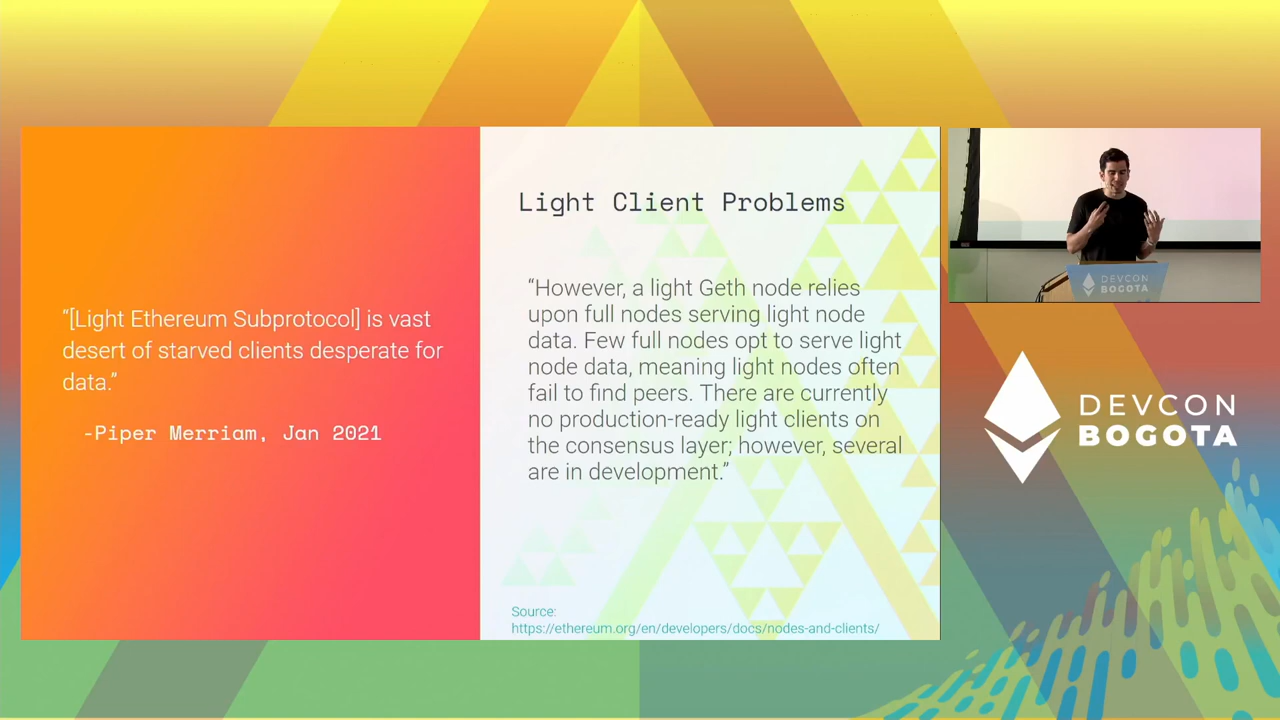 "[Light Ethereum Subprotocol] is vast
desert of starved clients desperate for
data."
-Piper Merriam, Jan 2021
Light Client Problems
“However, a light Geth node relies
upon full nodes serving light node
data. Few full nodes opt to serve light
node data, meaning light nodes often
fail to find peers. There are currently
no production-ready light clients on
the consensus layer; however, several
are in development.”
Source:
https://ethereum.org/en/developers/docs/nodes-and-clients/
DEVCON
BOGOTA
DEVCON
BOGOTA